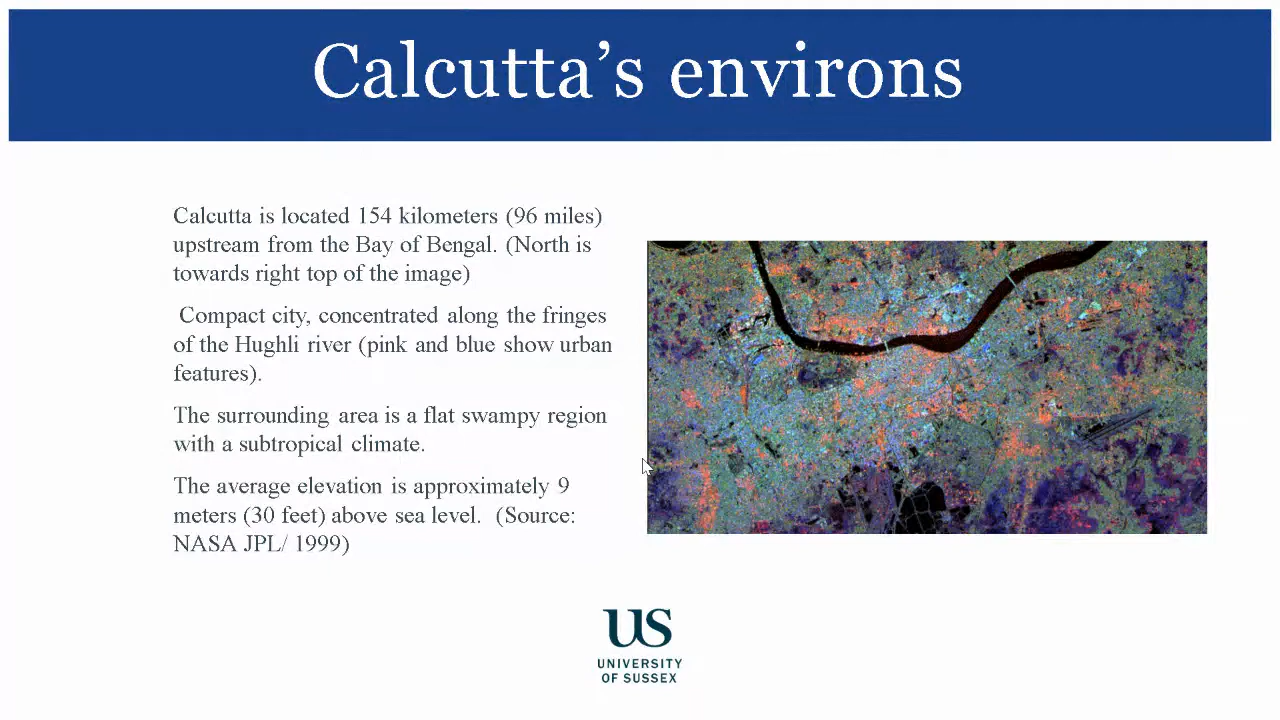 Calcutta’s environs
Calcutta is located 154 kilometers (96 miles)
upstream from the Bay of Bengal. (North is
towards right top of the image)
Compact city, concentrated along the fringes
of the Hughli river (pink and blue show urban
features).
The surrounding area is a flat swampy region
with a subtropical climate.
The average elevation is approximately 9
meters (30 feet) above sea level.  (Source:
NASA JPL/ 1999)
US
UNIVERSITY
OF SUSSEX